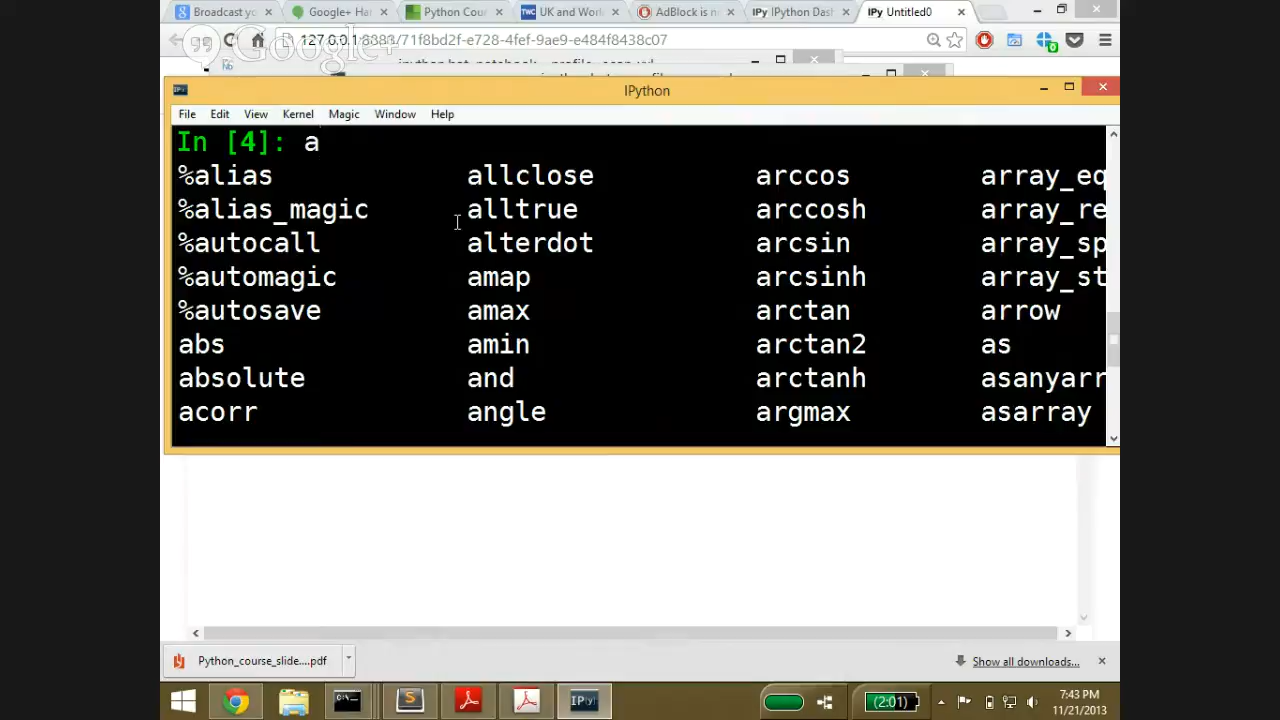 Broadcast y
Google+ Ha
Python Cou
UK and Worl
AdBlock is n
IP[y] IPython Das
IP[y] Untitled0
Google+
127.0.0.1:8888/71f8bd2f-e728-4fef-9ae9-e484f8438c07
IPython
File Edit View Kernel Magic Window Help
In [4]: a
%alias allclose arccos array_eq
%alias_magic alltrue arccosh array_re
%autocall alterdot arcsin array_sp
%automagic amap arcsinh array_st
%autosave amax arctan arrow
abs amin arctan2 as
absolute and arctanh asanyarr
acorr angle argmax asarray
Python_course_slide....pdf
Show all downloads...
(2:01)
7:43 PM
11/21/2013